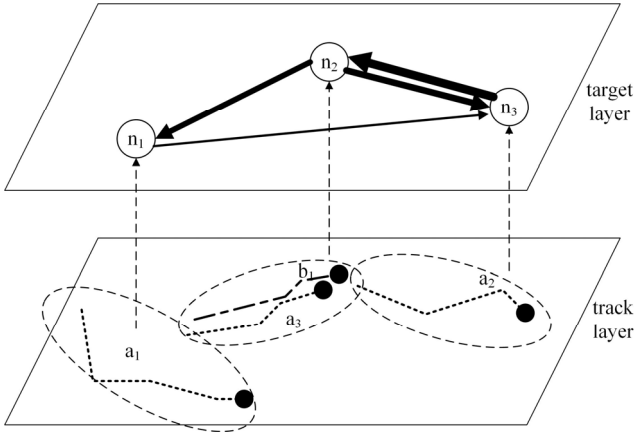 n2
n3
n1
target
layer
b1
a2
a3
a1
track
layer